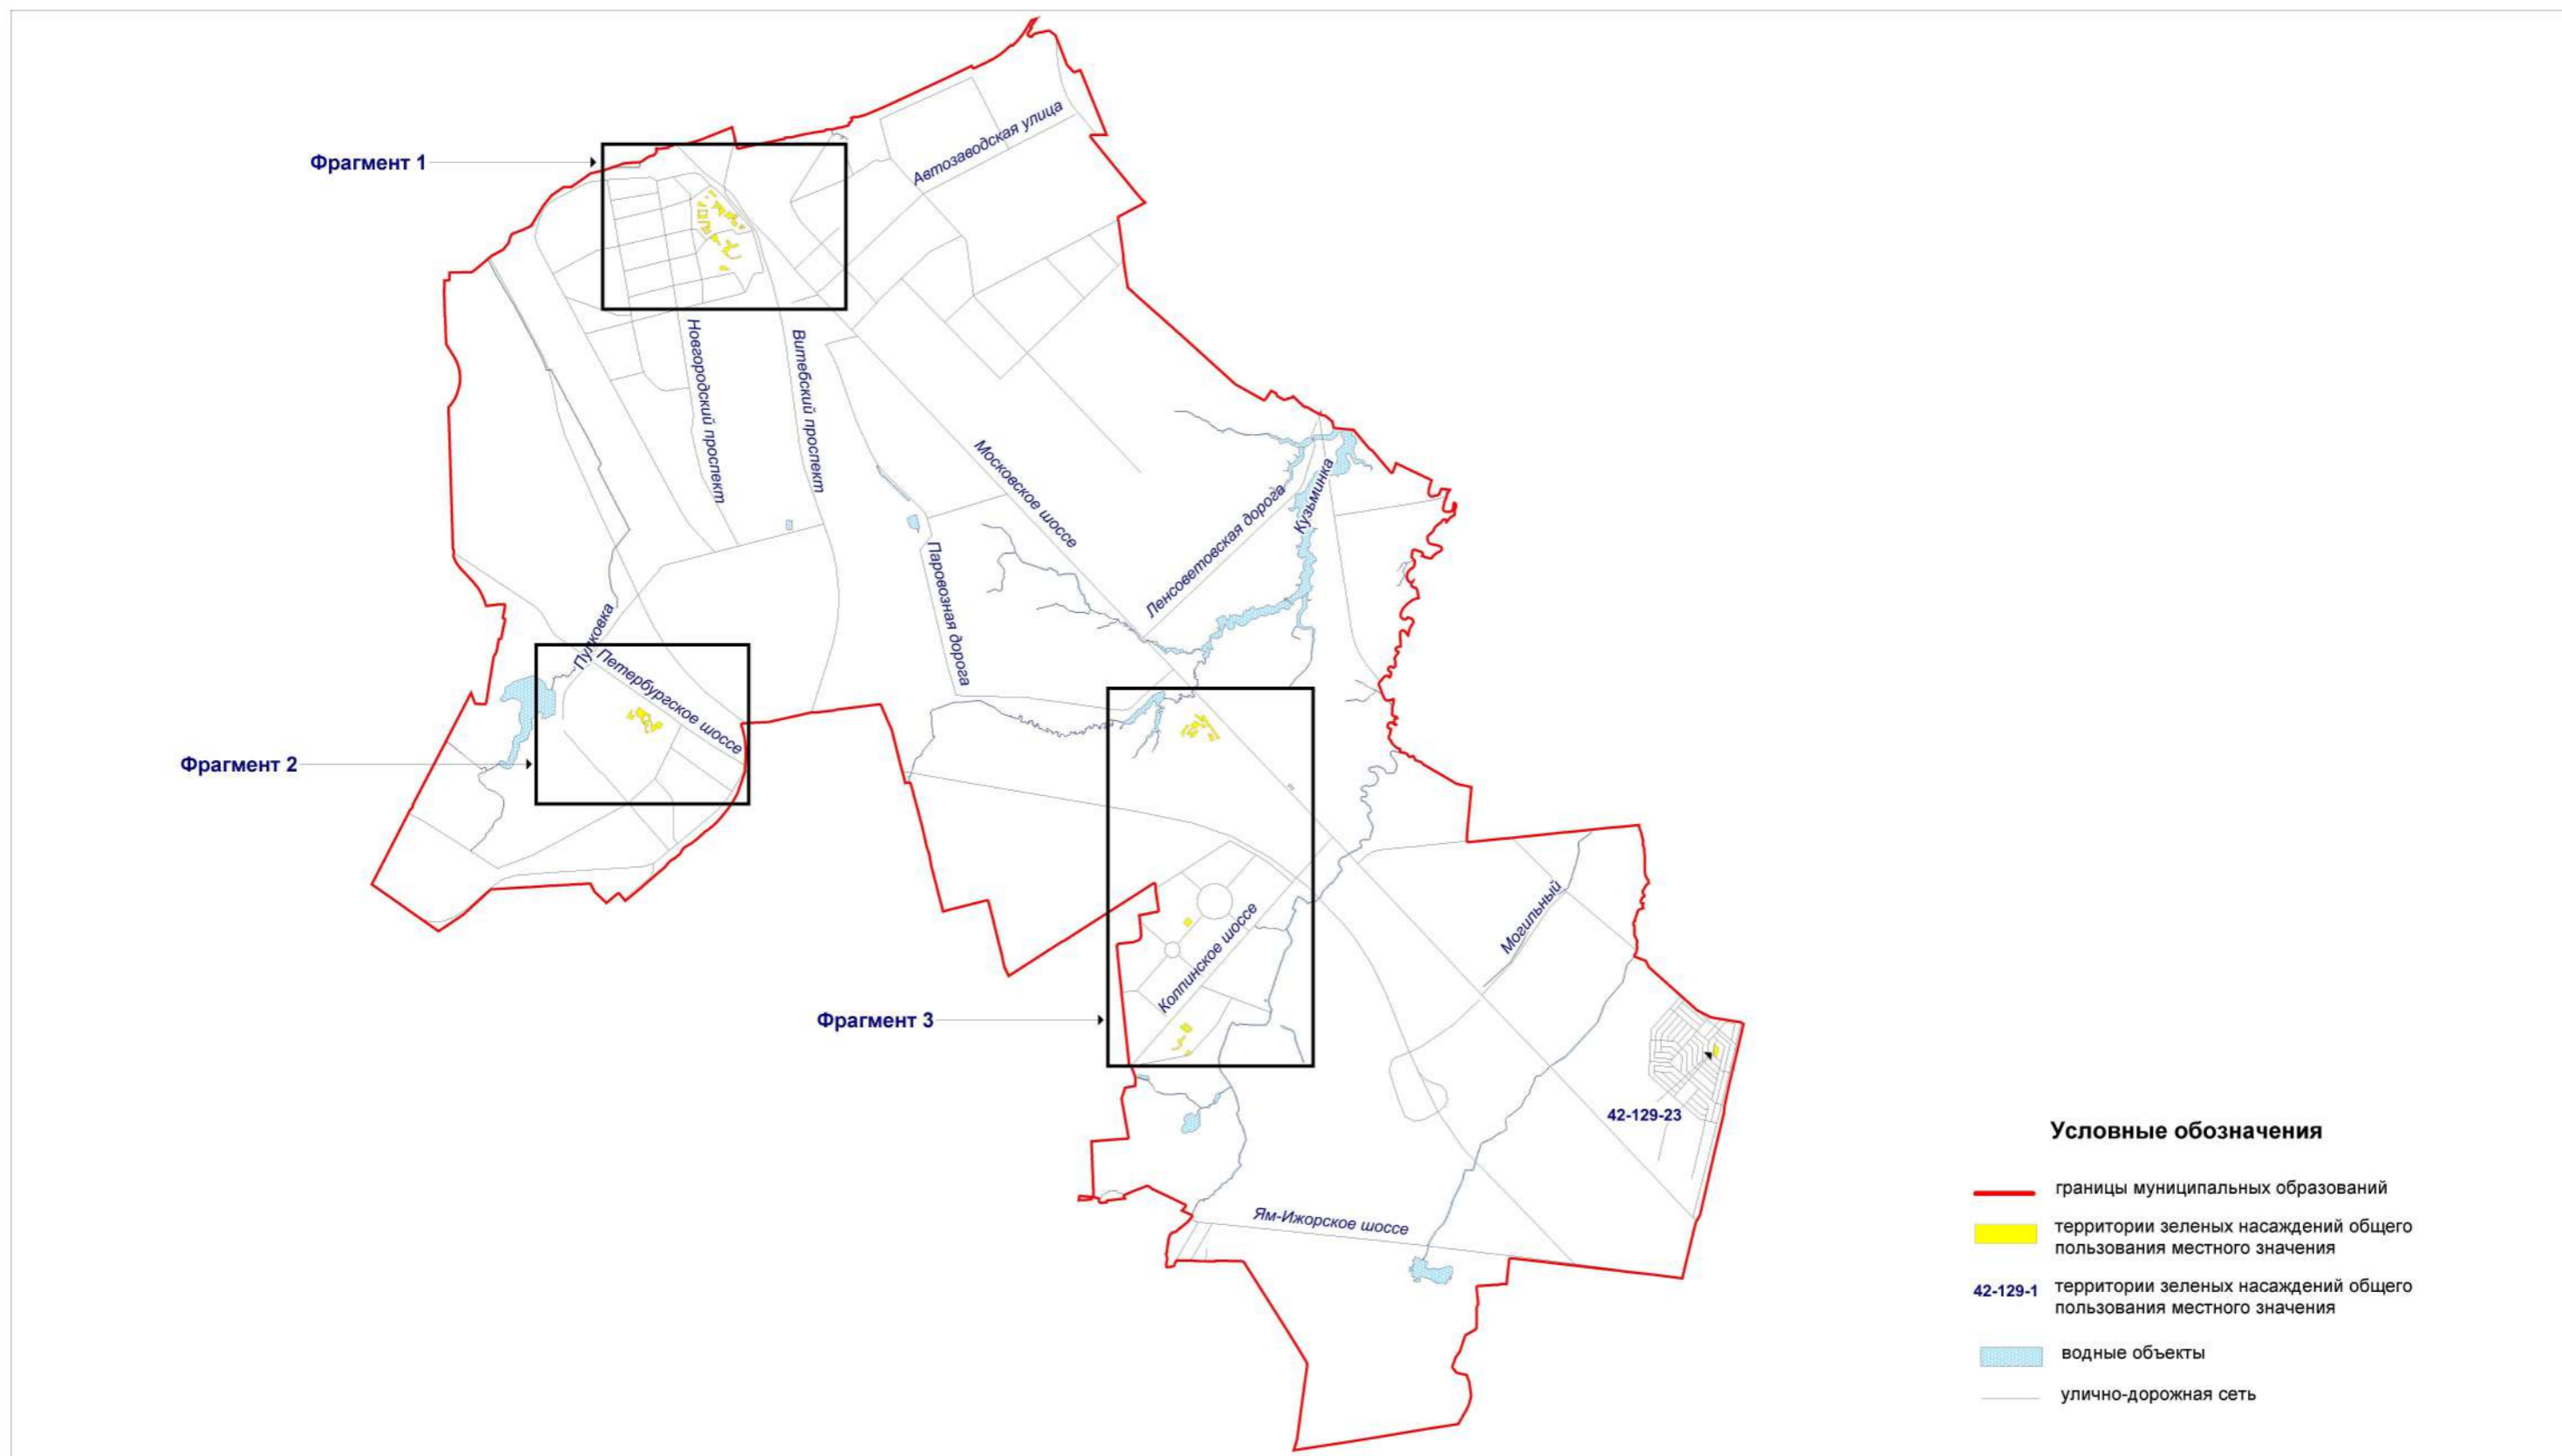 Фрагмент 1
Автозаводская улица
Новгородский проспект
Витебский проспект
Московское шоссе
Ленсоветовская дорога
Кузьминка
Паровозная дорога
Пулковка
Петербургское шоссе
Фрагмент 2
Могильный
Колпинское шоссе
Фрагмент 3
42-129-23
Ям-Ижорское шоссе
Условные обозначения
границы муниципальных образований
территории зеленых насаждений общего
пользования местного значения
42-129-1 территории зеленых насаждений общего
пользования местного значения
водные объекты
улично-дорожная сеть